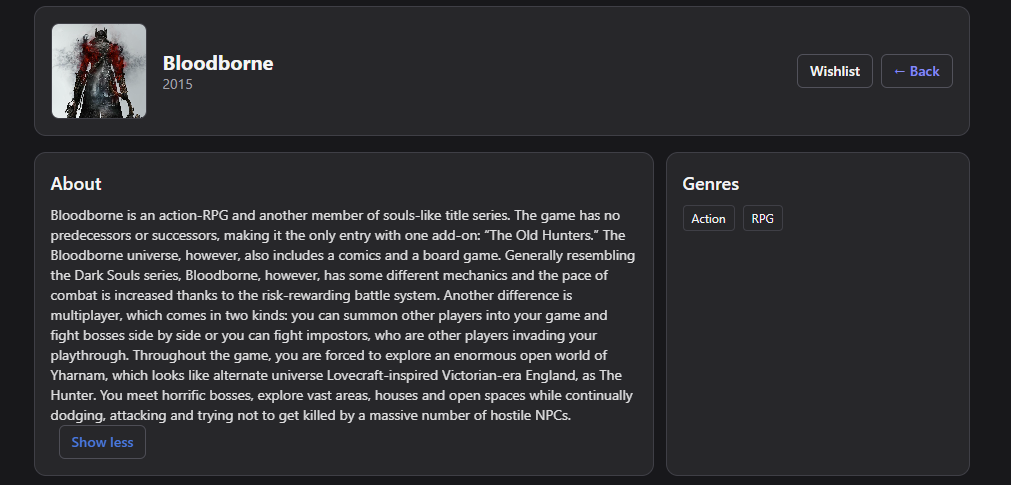 Bloodborne
2015
Wishlist
← Back
About
Bloodborne is an action-RPG and another member of souls-like title series. The game has no
predecessors or successors, making it the only entry with one add-on: “The Old Hunters.” The
Bloodborne universe, however, also includes a comics and a board game. Generally resembling
the Dark Souls series, Bloodborne, however, has some different mechanics and the pace of
combat is increased thanks to the risk-rewarding battle system. Another difference is
multiplayer, which comes in two kinds: you can summon other players into your game and
fight bosses side by side or you can fight impostors, who are other players invading your
playthrough. Throughout the game, you are forced to explore an enormous open world of
Yharnam, which looks like alternate universe Lovecraft-inspired Victorian-era England, as The
Hunter. You meet horrific bosses, explore vast areas, houses and open spaces while continually
dodging, attacking and trying not to get killed by a massive number of hostile NPCs.
Show less
Genres
Action
RPG